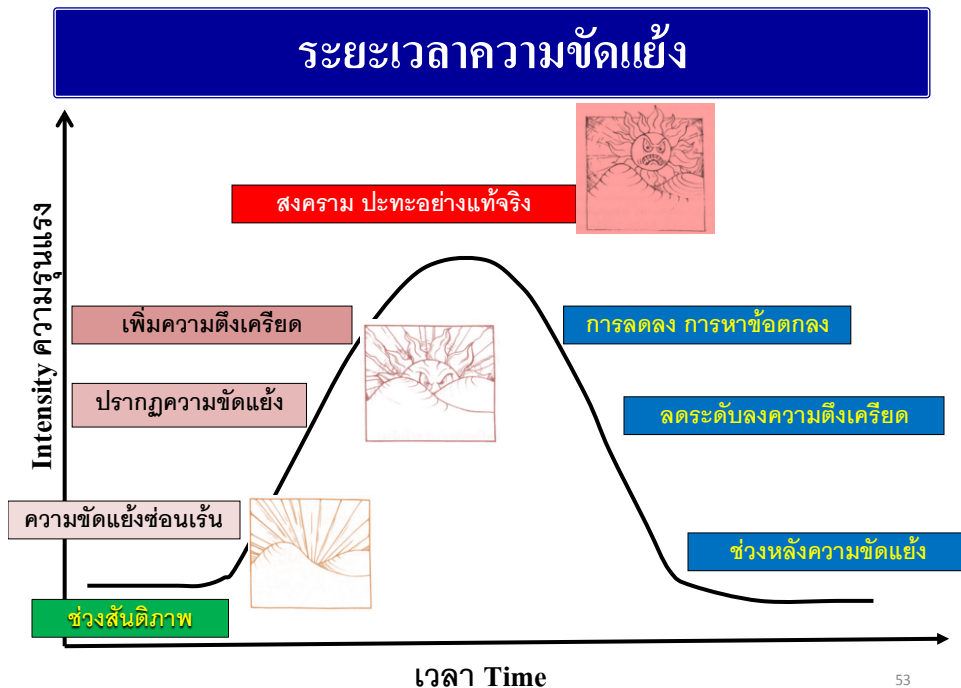 ระยะเวลาความขัดแย้ง
สงคราม ปะทะอย่างแท้จริง
Intensity ความรุนแรง
เพิ่มความตึงเครียด
การลดลง การหาข้อตกลง
ปรากฏความขัดแย้ง
ลดระดับลงความตึงเครียด
ความขัดแย้งซ่อนเร้น
ช่วงหลังความขัดแย้ง
ช่วงสันติภาพ
เวลา Time
53